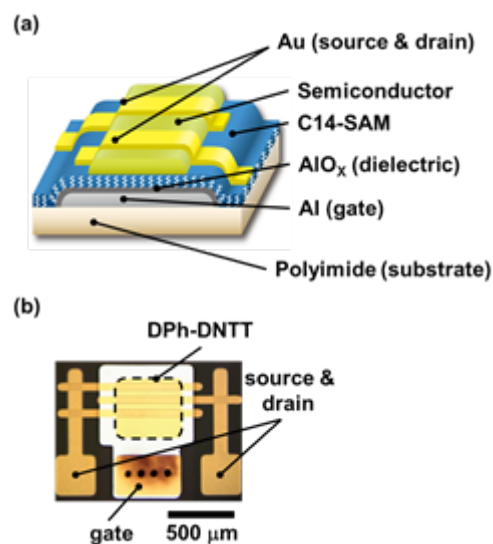 (a)
Au (source & drain)
Semiconductor
C14-SAM
AlOX (dielectric)
Al (gate)
Polyimide (substrate)
(b)
DPh-DNTT
source &
drain
gate
500 μm